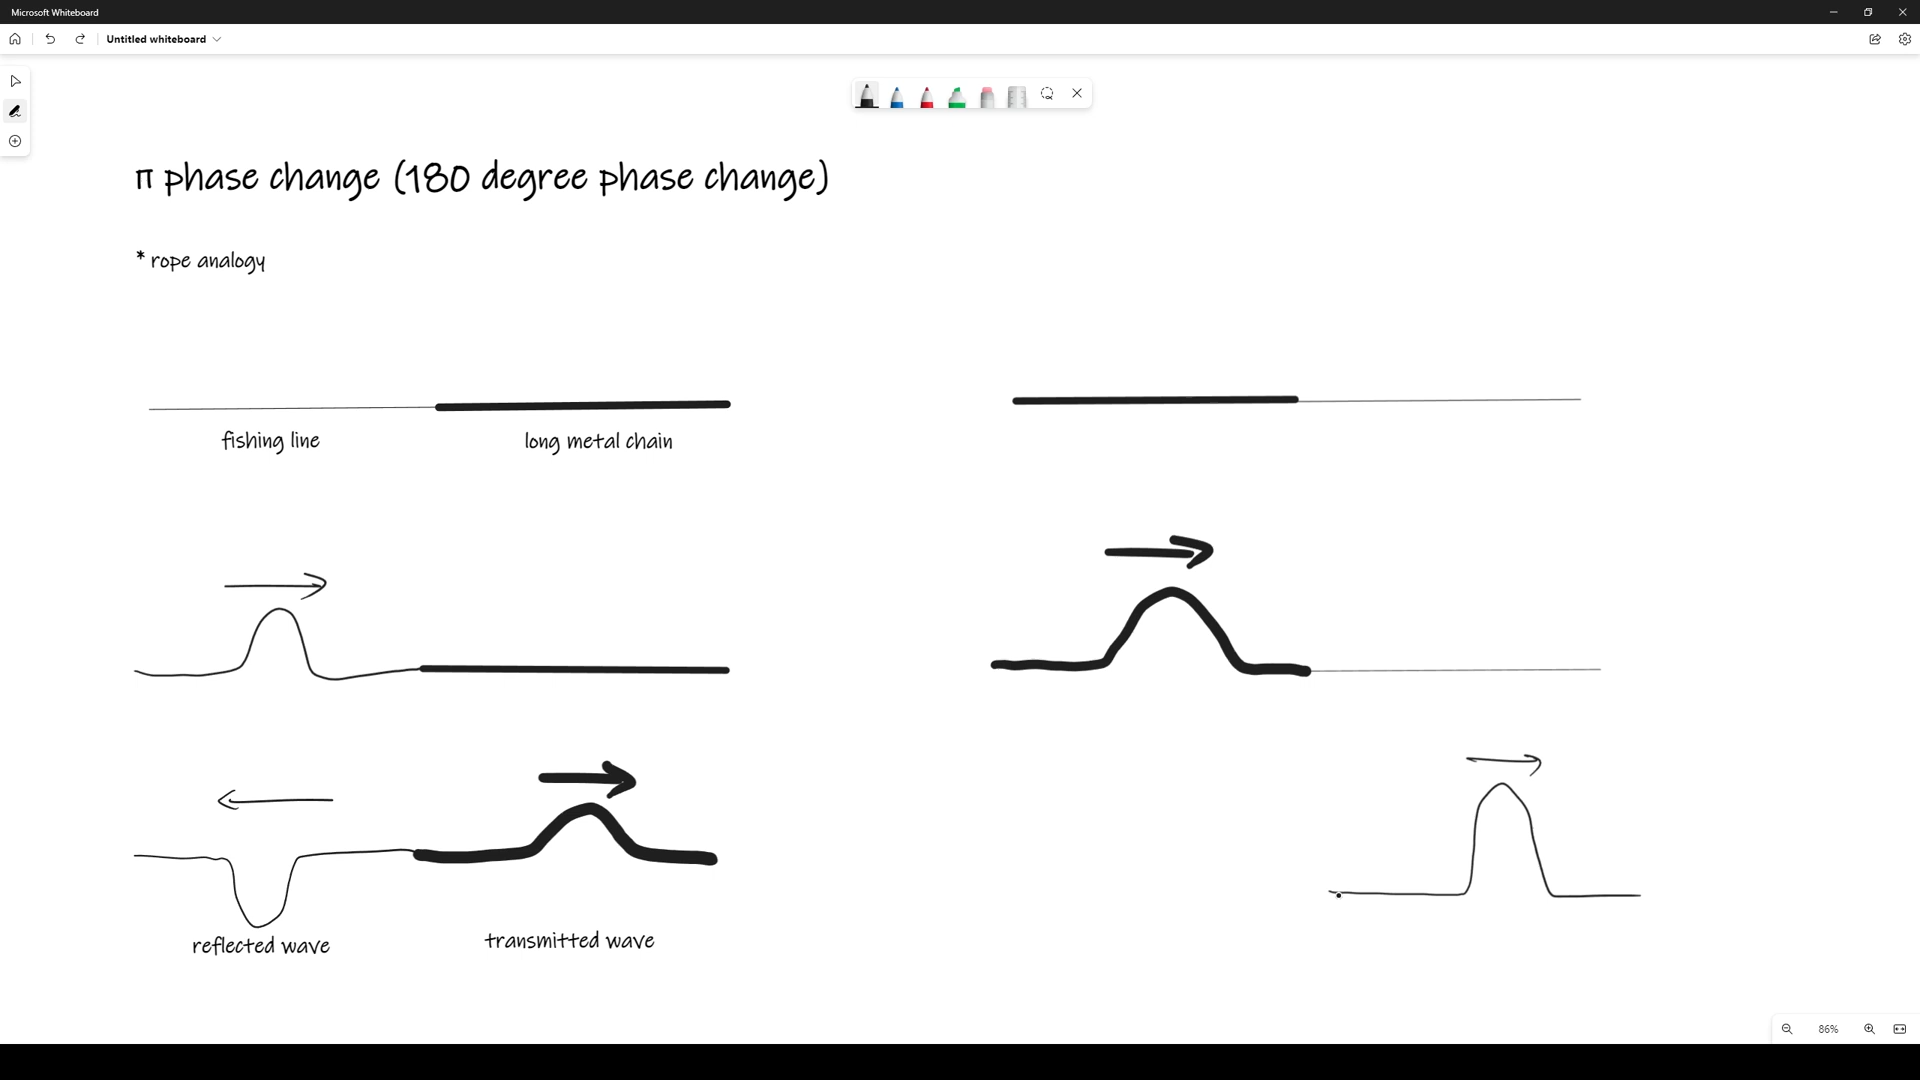 Microsoft Whiteboard
Untitled whiteboard
π phase change (180 degree phase change)
* rope analogy
fishing line
long metal chain
reflected wave
transmitted wave
86%